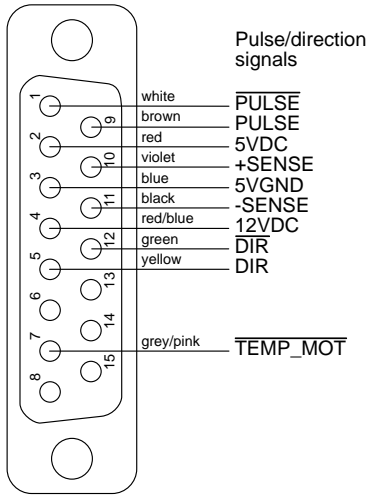 Pulse/direction
signals
1 white PULSE
9 brown PULSE
2 red 5VDC
10 violet +SENSE
3 blue 5VGND
11 black -SENSE
4 red/blue 12VDC
12 green DIR
5 yellow DIR
13
6
14
7 grey/pink TEMP_MOT
15
8